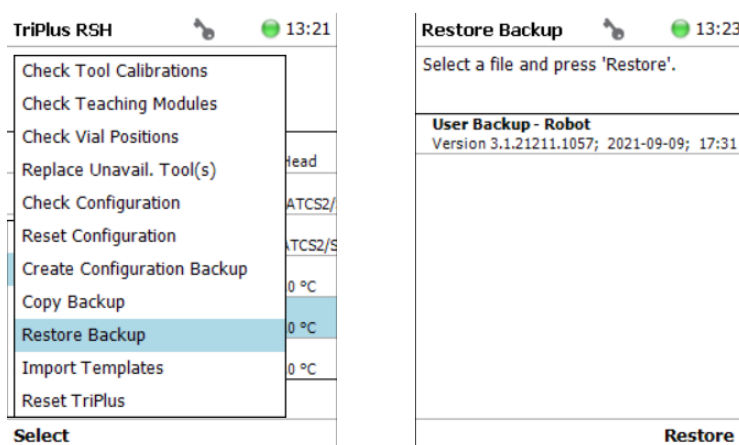 TriPlus RSH 13:21
Check Tool Calibrations
Check Teaching Modules
Check Vial Positions
Replace Unavail. Tool(s)
Check Configuration
Reset Configuration
Create Configuration Backup
Copy Backup
Restore Backup
Import Templates
Reset TriPlus
Head
ATCS2/
ATCS2/S
0 °C
0 °C
0 °C
Select
Restore Backup 13:23
Select a file and press 'Restore'.
User Backup - Robot
Version 3.1.21211.1057; 2021-09-09; 17:31
Restore